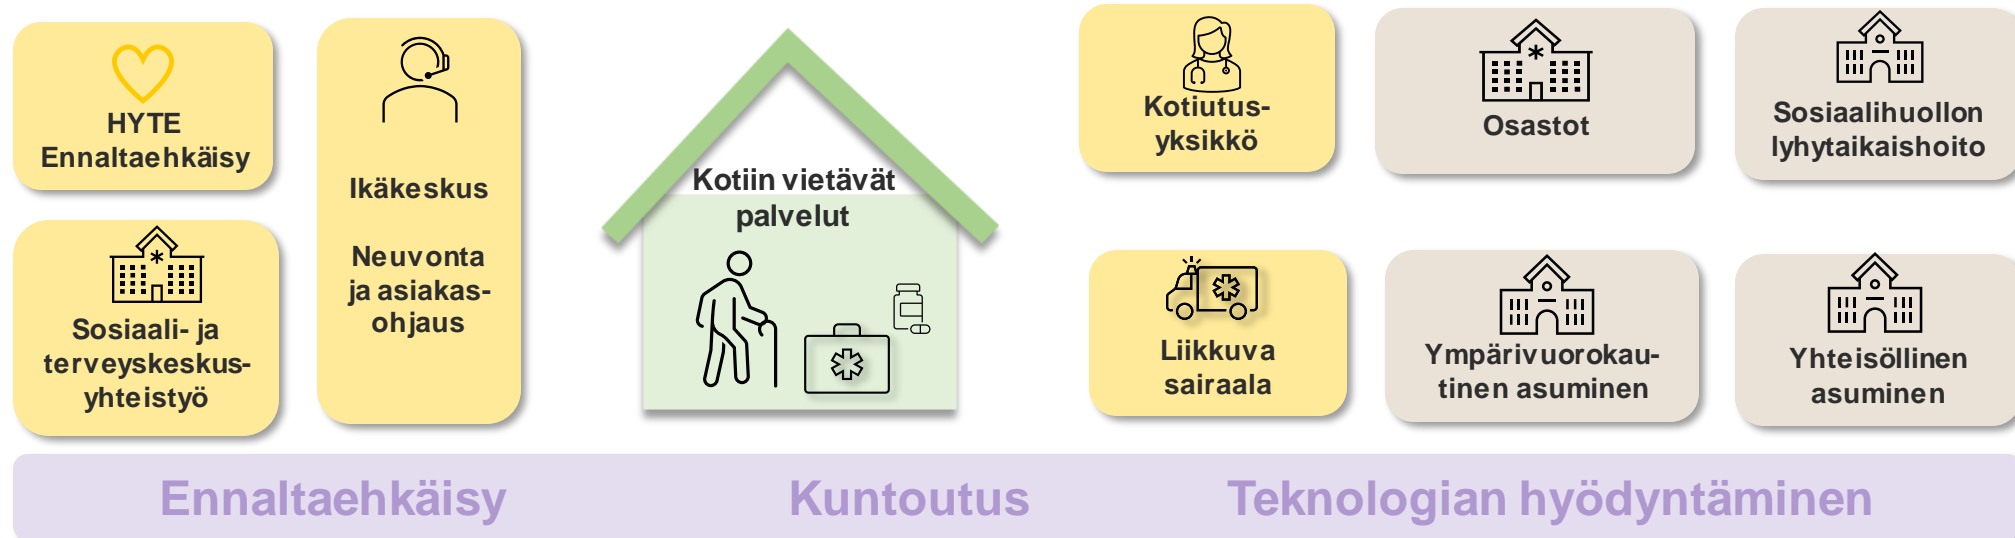 HYTE
Ennaltaehkäisy
Sosiaali- ja
terveyskeskus-
yhteistyö
Ikäkeskus
Neuvonta
ja asiakas-
ohjaus
Kotiin vietävät
palvelut
Kotiutus-
yksikkö
Osastot
Sosiaalihuollon
lyhytaikaishoito
Liikkuva
sairaala
Ympärivuorokau-
tinen asuminen
Yhteisöllinen
asuminen
Ennaltaehkäisy
Kuntoutus
Teknologian hyödyntäminen